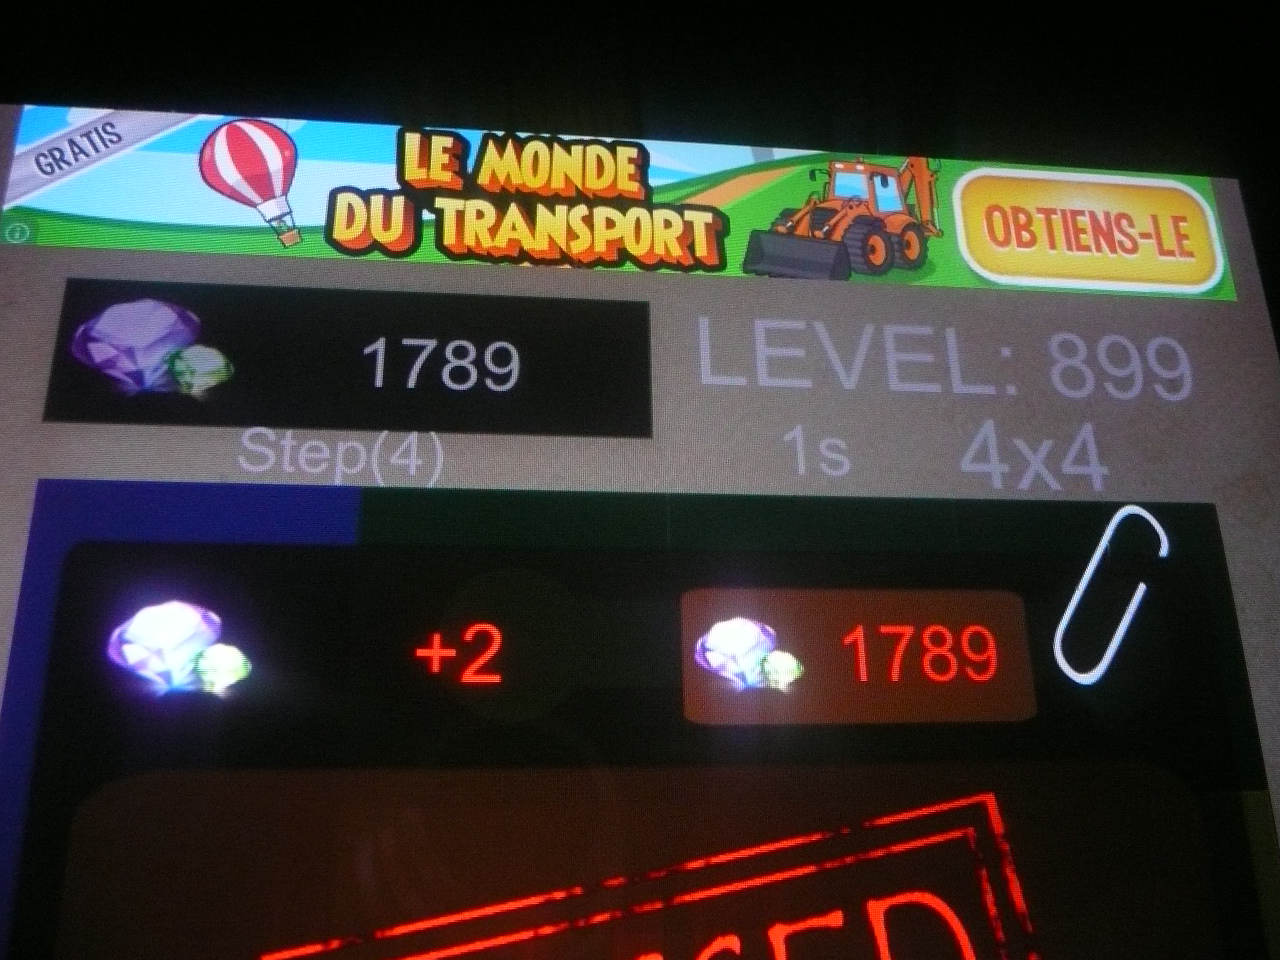 GRATIS
LE MONDE
DU TRANSPORT
OBTIENS-LE
1789
LEVEL: 899
Step(4)
1s
4x4
+2
1789